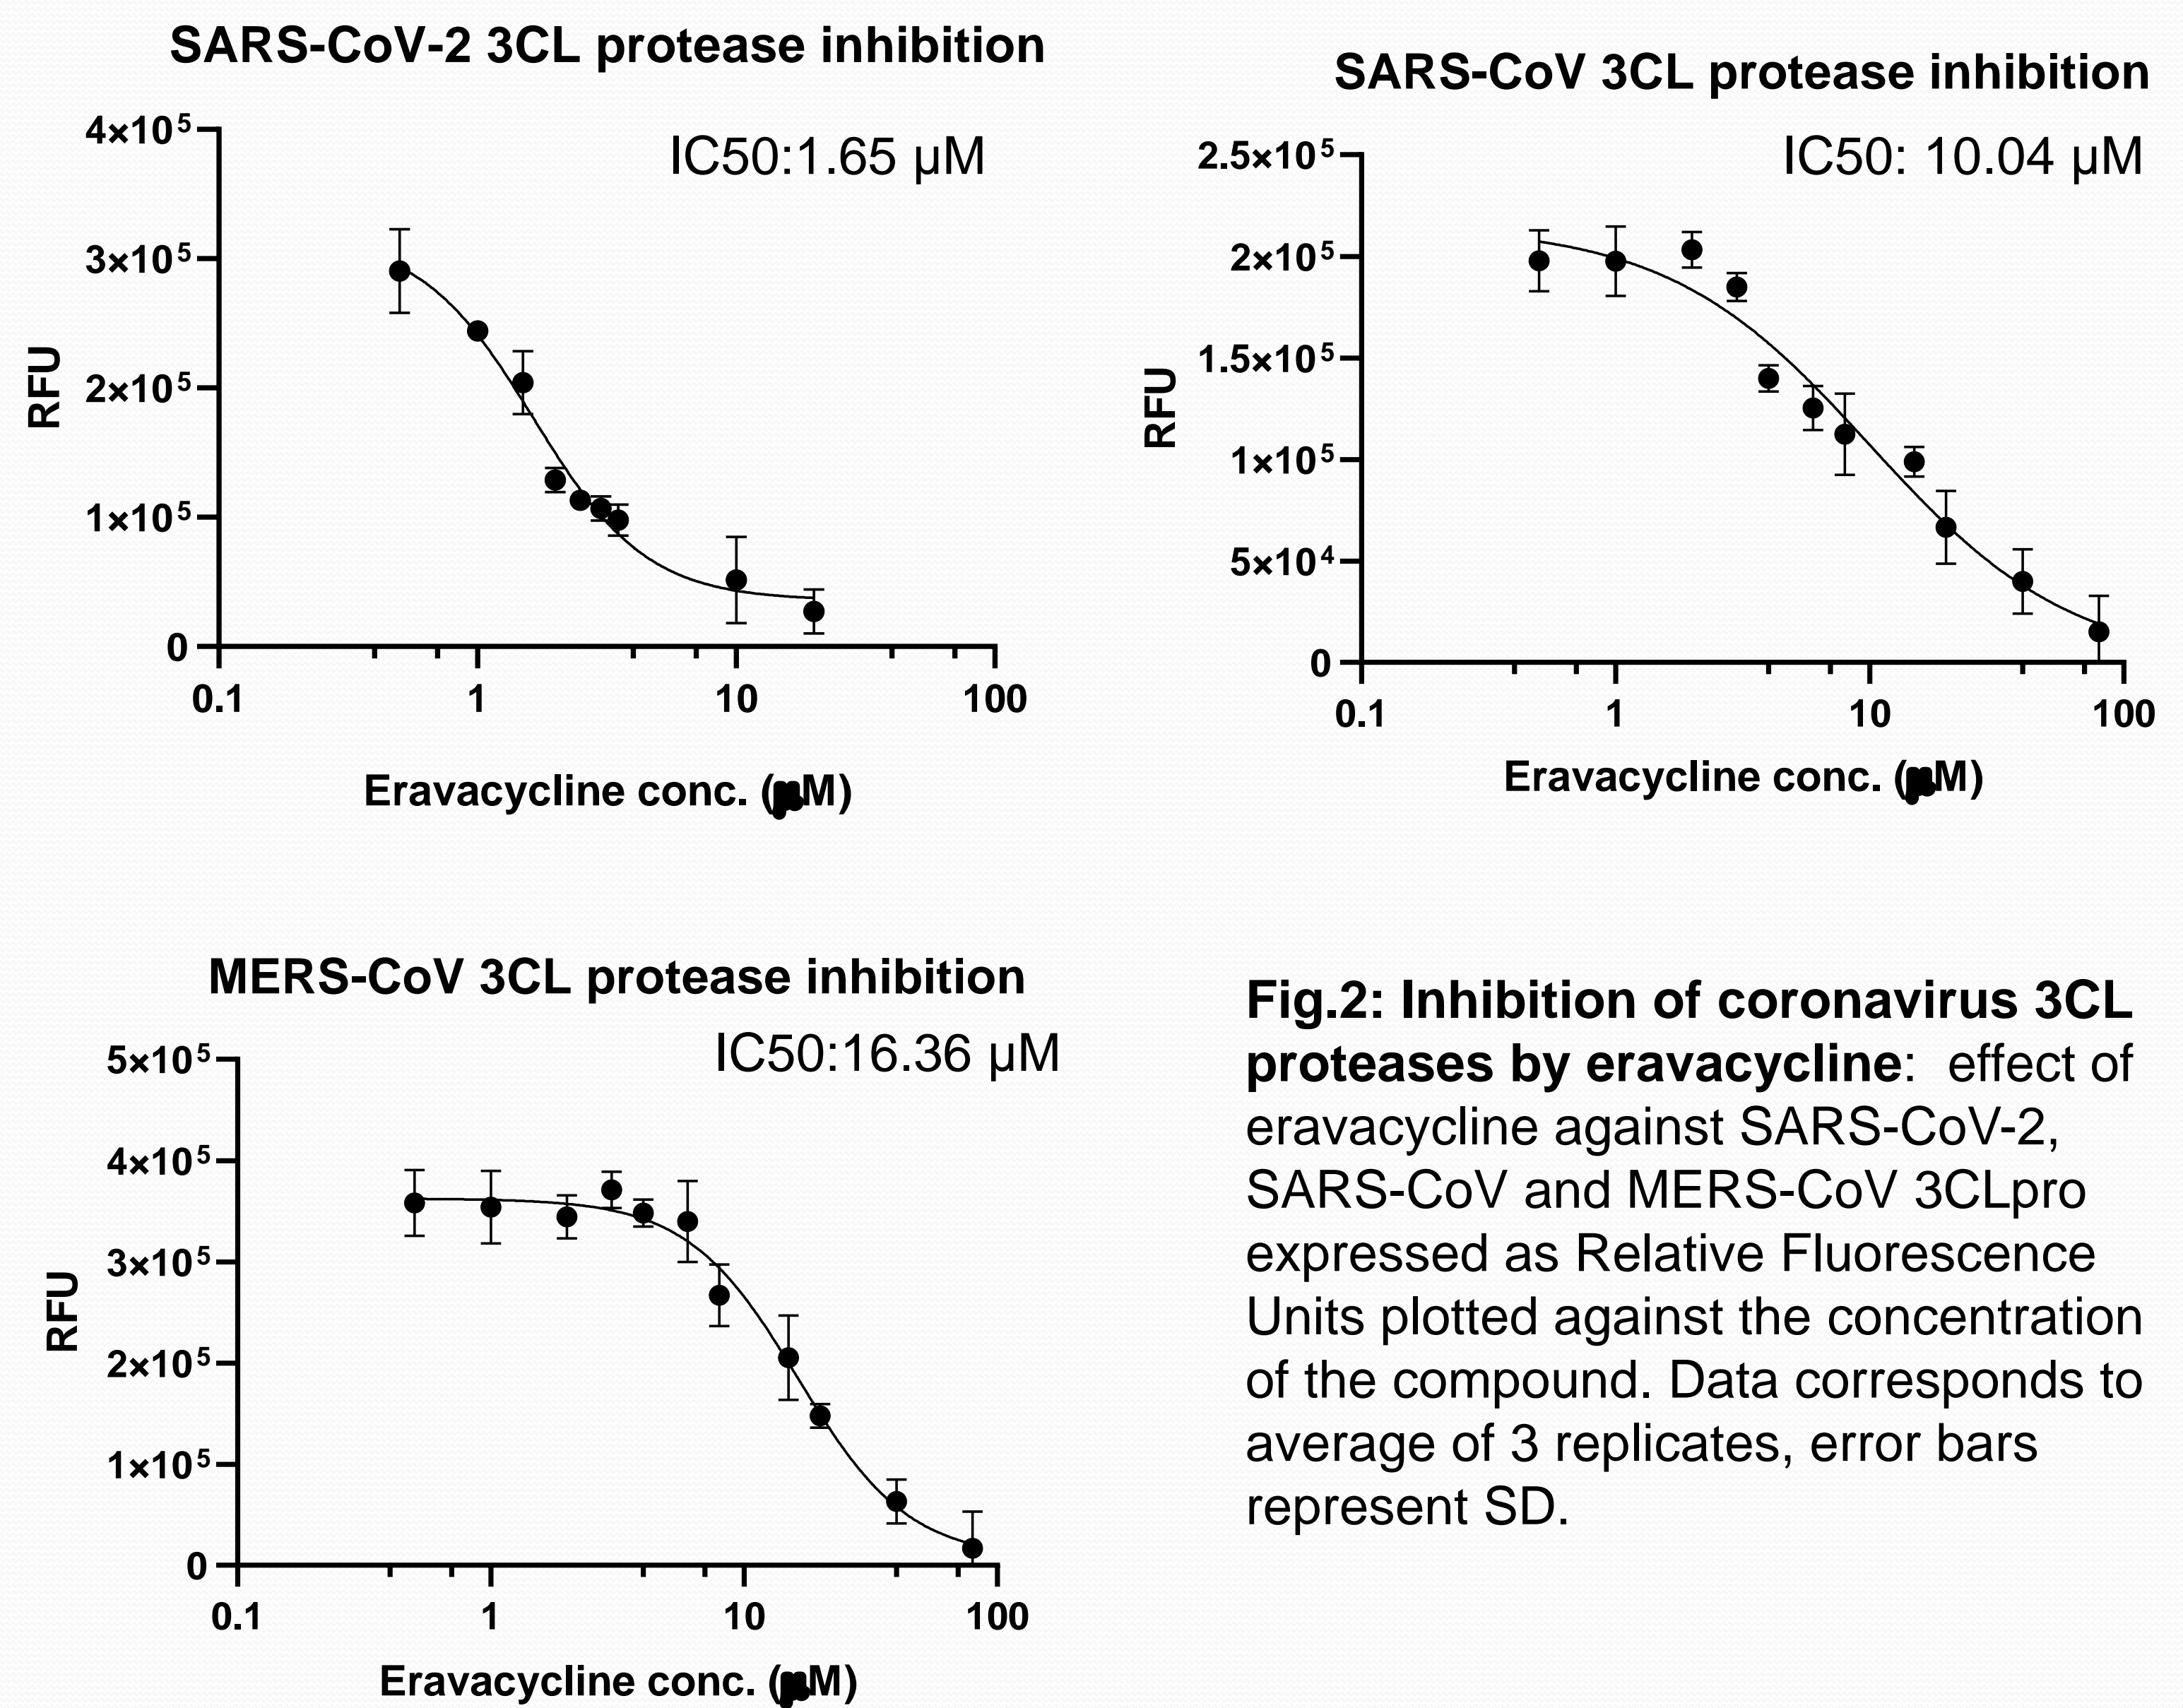 SARS-CoV-2 3CL protease inhibition
IC50:1.65 µM
4×10⁵
3×10⁵
2×10⁵
1×10⁵
0
RFU
0.1 1 10 100
Eravacycline conc. (µM)
SARS-CoV 3CL protease inhibition
IC50: 10.04 µM
2.5×10⁵
2×10⁵
1.5×10⁵
1×10⁵
5×10⁴
0
RFU
0.1 1 10 100
Eravacycline conc. (µM)
MERS-CoV 3CL protease inhibition
IC50:16.36 µM
5×10⁵
4×10⁵
3×10⁵
2×10⁵
1×10⁵
0
RFU
0.1 1 10 100
Eravacycline conc. (µM)
Fig.2: Inhibition of coronavirus 3CL
proteases by eravacycline: effect of
eravacycline against SARS-CoV-2,
SARS-CoV and MERS-CoV 3CLpro
expressed as Relative Fluorescence
Units plotted against the concentration
of the compound. Data corresponds to
average of 3 replicates, error bars
represent SD.